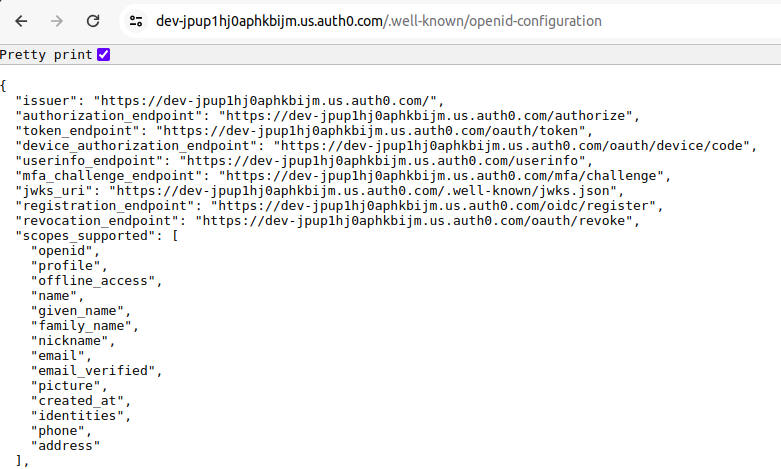 dev-jpup1hj0aphkbijm.us.auth0.com/.well-known/openid-configuration
Pretty print
{
  "issuer": "https://dev-jpup1hj0aphkbijm.us.auth0.com/",
  "authorization_endpoint": "https://dev-jpup1hj0aphkbijm.us.auth0.com/authorize",
  "token_endpoint": "https://dev-jpup1hj0aphkbijm.us.auth0.com/oauth/token",
  "device_authorization_endpoint": "https://dev-jpup1hj0aphkbijm.us.auth0.com/oauth/device/code",
  "userinfo_endpoint": "https://dev-jpup1hj0aphkbijm.us.auth0.com/userinfo",
  "mfa_challenge_endpoint": "https://dev-jpup1hj0aphkbijm.us.auth0.com/mfa/challenge",
  "jwks_uri": "https://dev-jpup1hj0aphkbijm.us.auth0.com/.well-known/jwks.json",
  "registration_endpoint": "https://dev-jpup1hj0aphkbijm.us.auth0.com/oidc/register",
  "revocation_endpoint": "https://dev-jpup1hj0aphkbijm.us.auth0.com/oauth/revoke",
  "scopes_supported": [
    "openid",
    "profile",
    "offline_access",
    "name",
    "given_name",
    "family_name",
    "nickname",
    "email",
    "email_verified",
    "picture",
    "created_at",
    "identities",
    "phone",
    "address"
  ],